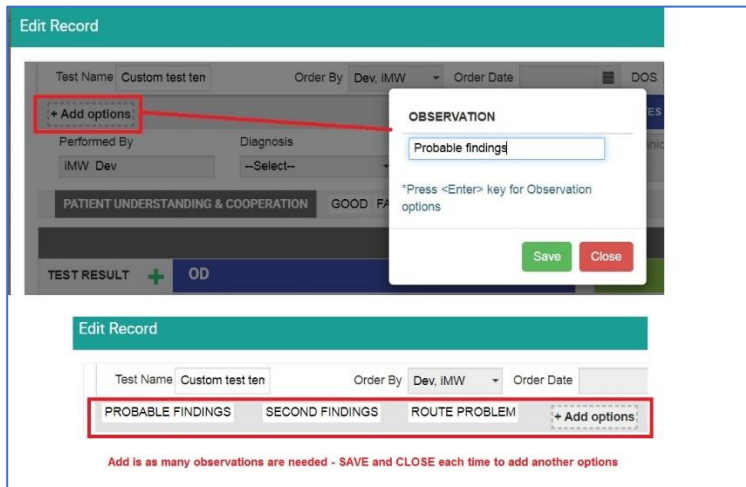 Edit Record
Test Name Custom test ten Order By Dev, iMW Order Date DOS
+ Add options
OBSERVATION
Performed By Diagnosis
Probable findings
iMW Dev --Select--
*Press <Enter> key for Observation
options
PATIENT UNDERSTANDING & COOPERATION GOOD
Save Close
TEST RESULT + OD
Edit Record
Test Name Custom test ten Order By Dev, iMW Order Date
PROBABLE FINDINGS SECOND FINDINGS ROUTE PROBLEM + Add options
Add is as many observations are needed - SAVE and CLOSE each time to add another options